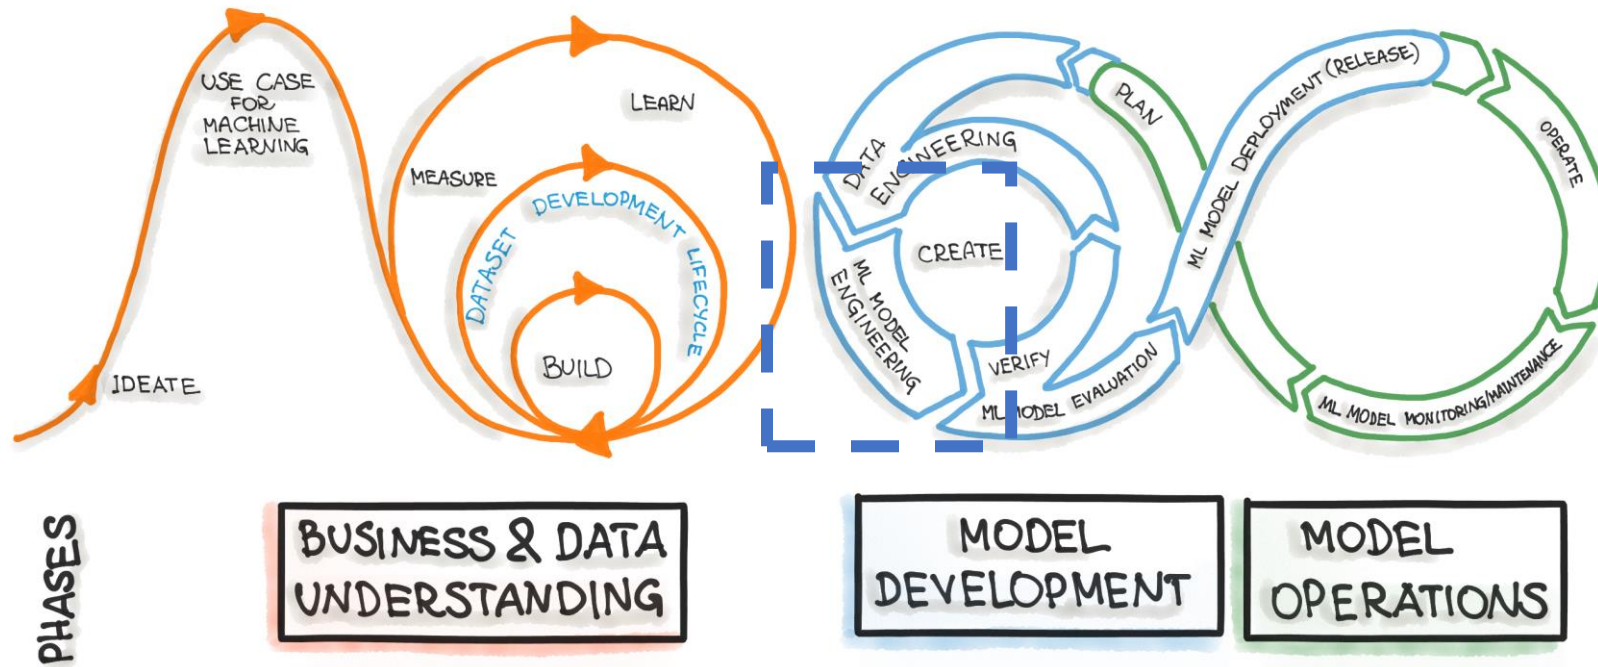 IDEATE
USE CASE
FOR
MACHINE
LEARNING
MEASURE
LEARN
DATASET DEVELOPMENT LIFECYCLE
BUILD
DATA
ENGINEERING
CREATE
ML MODEL
ENGINEERING
VERIFY
ML MODEL EVALUATION
PLAN
ML MODEL DEPLOYMENT (RELEASE)
OPERATE
ML MODEL MONITORING/MAINTENANCE
PHASES
BUSINESS & DATA
UNDERSTANDING
MODEL
DEVELOPMENT
MODEL
OPERATIONS